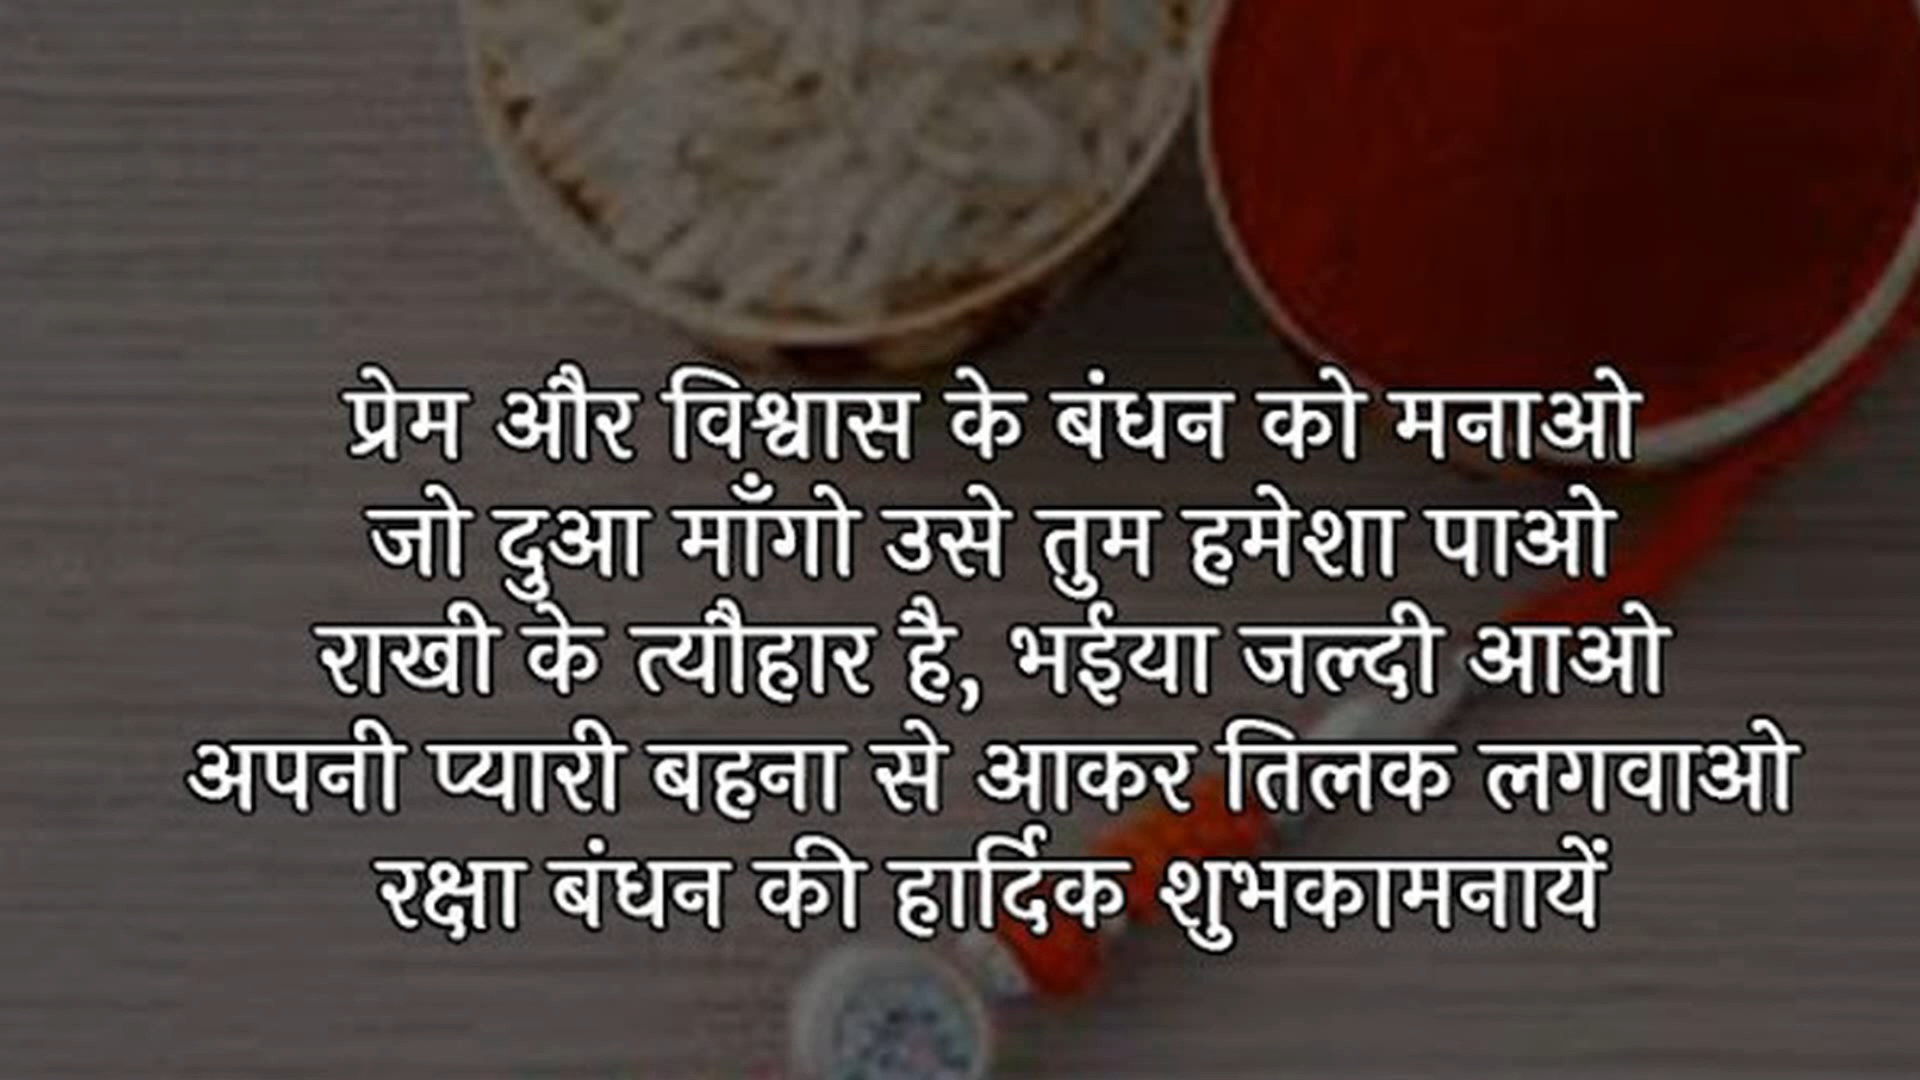 प्रेम और विश्वास के बंधन को मनाओ
जो दुआ माँगो उसे तुम हमेशा पाओ
राखी के त्यौहार है, भईया जल्दी आओ
अपनी प्यारी बहना से आकर तिलक लगवाओ
रक्षा बंधन की हार्दिक शुभकामनायें